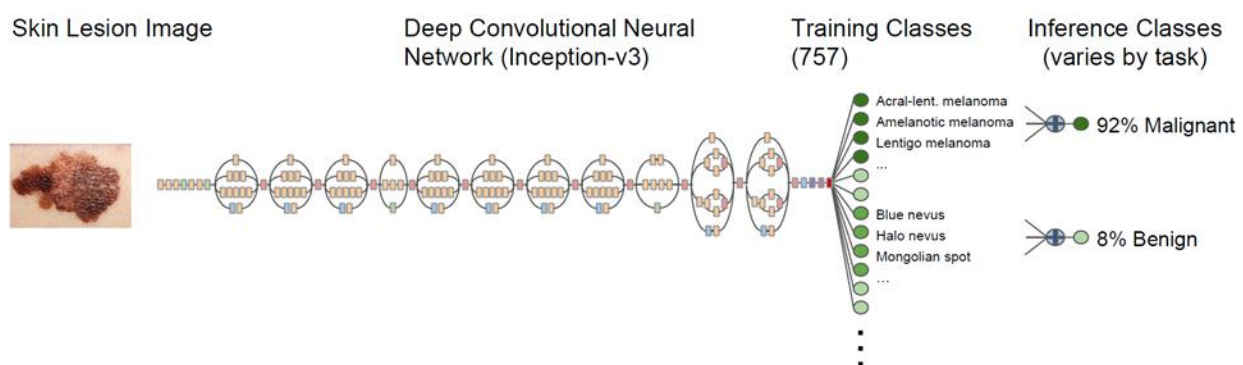 Skin Lesion Image
Deep Convolutional Neural
Network (Inception-v3)
Training Classes
(757)
Inference Classes
(varies by task)
Acral-lent. melanoma
Amelanotic melanoma
Lentigo melanoma
...
Blue nevus
Halo nevus
Mongolian spot
...
92% Malignant
8% Benign